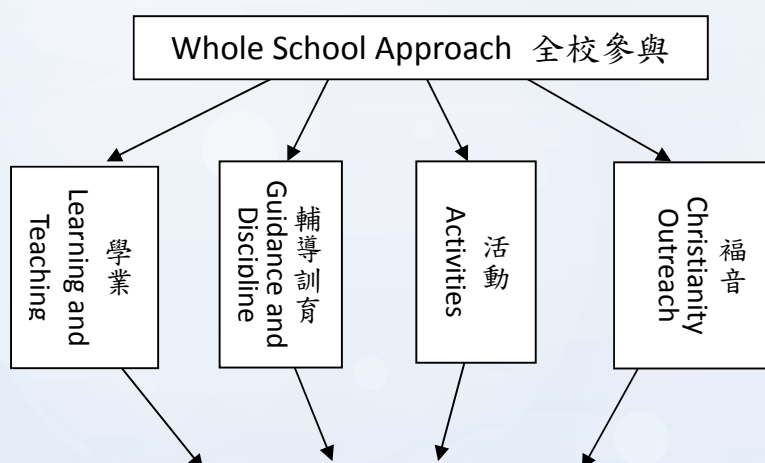 Whole School Approach 全校參與
學業
Learning and
Teaching
輔導訓育
Guidance and
Discipline
活動
Activities
福音
Christianity
Outreach